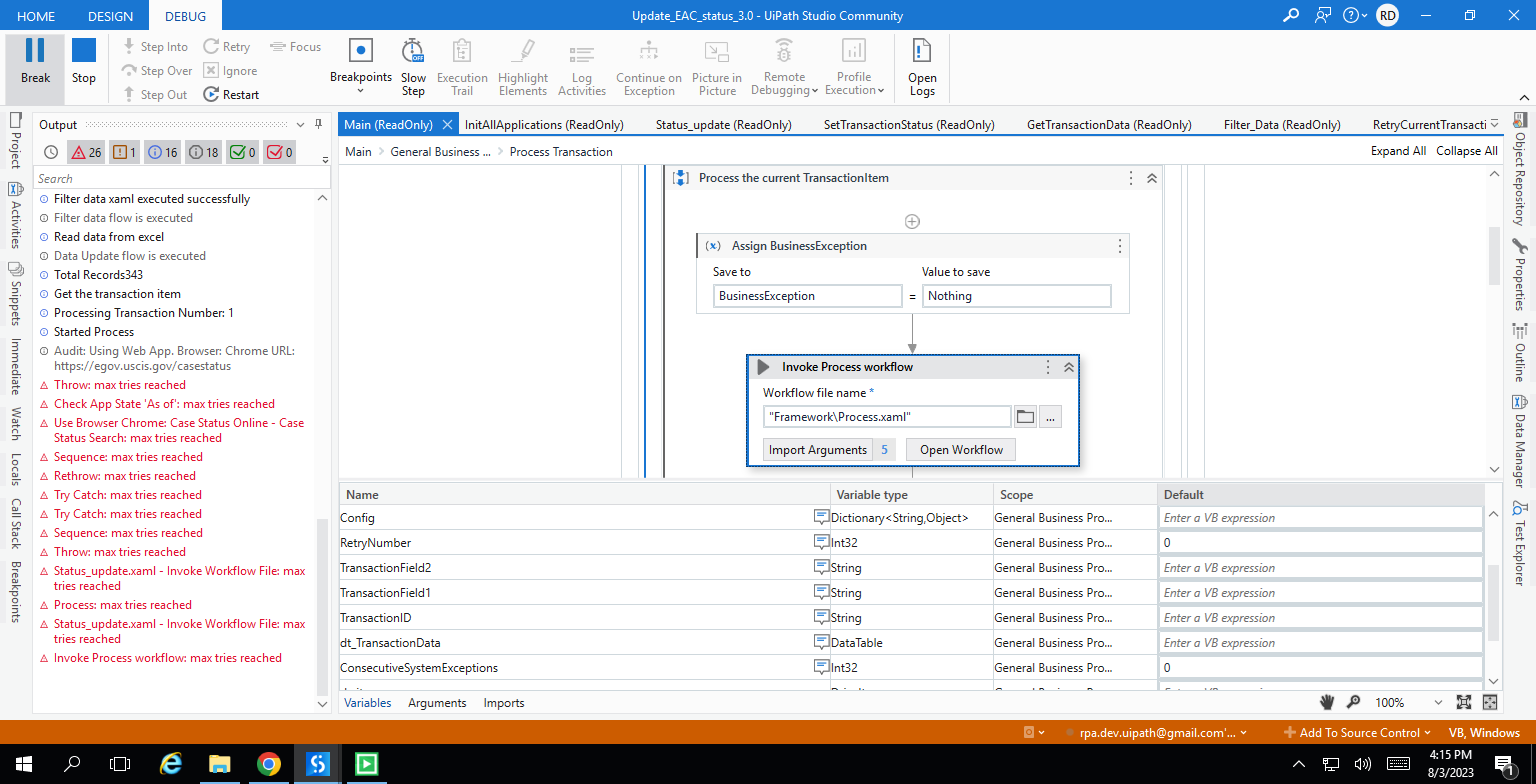 HOME
DESIGN
DEBUG
Update_EAC_status_3.0 - UiPath Studio Community
RD
Break
Stop
Step Into
Step Over
Step Out
Retry
Ignore
Restart
Focus
Breakpoints
Slow
Step
OFF
Execution
Trail
Highlight
Elements
Log
Activities
Continue on
Exception
Picture in
Picture
Remote
Debugging
Profile
Execution
Open
Logs
Project
Activities
Snippets
Immediate
Watch
Locals
Call Stack
Breakpoints
Output
26
1
16
18
0
0
Search
Filter data xaml executed successfully
Filter data flow is executed
Read data from excel
Data Update flow is executed
Total Records343
Get the transaction item
Processing Transaction Number: 1
Started Process
Audit: Using Web App. Browser: Chrome URL:
https://egov.uscis.gov/casestatus
Throw: max tries reached
Check App State 'As of': max tries reached
Use Browser Chrome: Case Status Online - Case
Status Search: max tries reached
Sequence: max tries reached
Rethrow: max tries reached
Try Catch: max tries reached
Try Catch: max tries reached
Sequence: max tries reached
Throw: max tries reached
Status_update.xaml - Invoke Workflow File: max
tries reached
Process: max tries reached
Status_update.xaml - Invoke Workflow File: max
tries reached
Invoke Process workflow: max tries reached
Main (ReadOnly)
InitAllApplications (ReadOnly)
Status_update (ReadOnly)
SetTransactionStatus (ReadOnly)
GetTransactionData (ReadOnly)
Filter_Data (ReadOnly)
RetryCurrentTransacti
Main > General Business ... > Process Transaction
Expand All
Collapse All
Process the current TransactionItem
(x) Assign BusinessException
Save to
Value to save
BusinessException = Nothing
Invoke Process workflow
Workflow file name *
"Framework\Process.xaml"
...
Import Arguments 5
Open Workflow
Name Variable type Scope Default
Config Dictionary<String,Object> General Business Pro... Enter a VB expression
RetryNumber Int32 General Business Pro... 0
TransactionField2 String General Business Pro... Enter a VB expression
TransactionField1 String General Business Pro... Enter a VB expression
TransactionID String General Business Pro... Enter a VB expression
dt_TransactionData DataTable General Business Pro... Enter a VB expression
ConsecutiveSystemExceptions Int32 General Business Pro... 0
Variables
Arguments
Imports
100%
Object Repository
Properties
Outline
Data Manager
Test Explorer
rpa.dev.uipath@gmail.com'...
Add To Source Control
VB, Windows
4:15 PM
8/3/2023
1